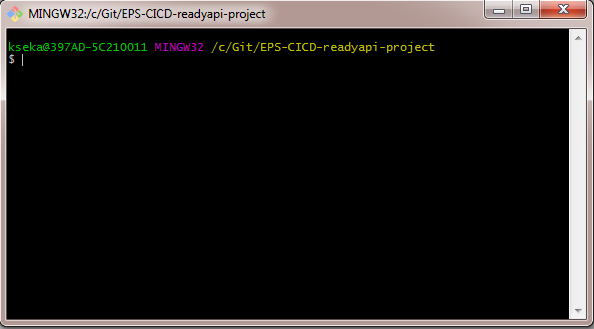 MINGW32:/c/Git/EPS-CICD-readyapi-project
kseka@397AD-5C210011 MINGW32 /c/Git/EPS-CICD-readyapi-project
$